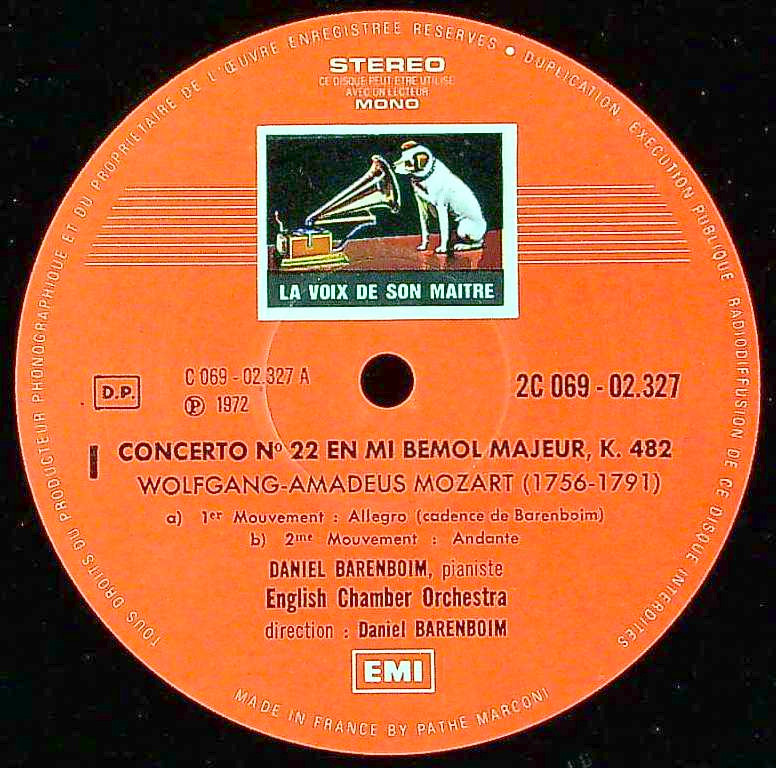 TOUS DROITS DU PRODUCTEUR PHONOGRAPHIQUE ET DU PROPRIETAIRE DE L'ŒUVRE ENREGISTREE RESERVES • DUPLICATION, EXECUTION PUBLIQUE, RADIODIFFUSION DE CE DISQUE INTERDITES
STEREO
CE DISQUE PEUT ETRE UTILISE
AVEC UN LECTEUR
MONO
LA VOIX DE SON MAITRE
D.P.
C 069 - 02.327 A
℗ 1972
2C 069 - 02.327
I CONCERTO Nº 22 EN MI BEMOL MAJEUR, K. 482
WOLFGANG-AMADEUS MOZART (1756-1791)
a) 1er Mouvement : Allegro (cadence de Barenboim)
b) 2me Mouvement : Andante
DANIEL BARENBOIM, pianiste
English Chamber Orchestra
direction : Daniel BARENBOIM
EMI
MADE IN FRANCE BY PATHE MARCONI